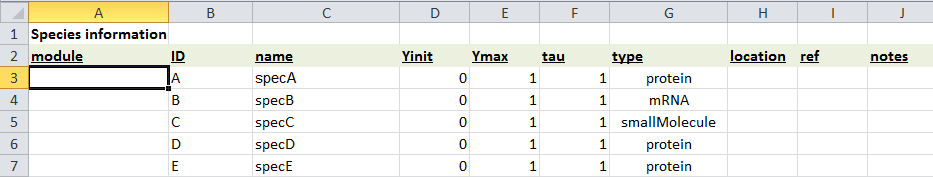 A B C D E F G H I J
1 Species information
2 module ID name Yinit Ymax tau type location ref notes
3 A specA 0 1 1 protein
4 B specB 0 1 1 mRNA
5 C specC 0 1 1 smallMolecule
6 D specD 0 1 1 protein
7 E specE 0 1 1 protein